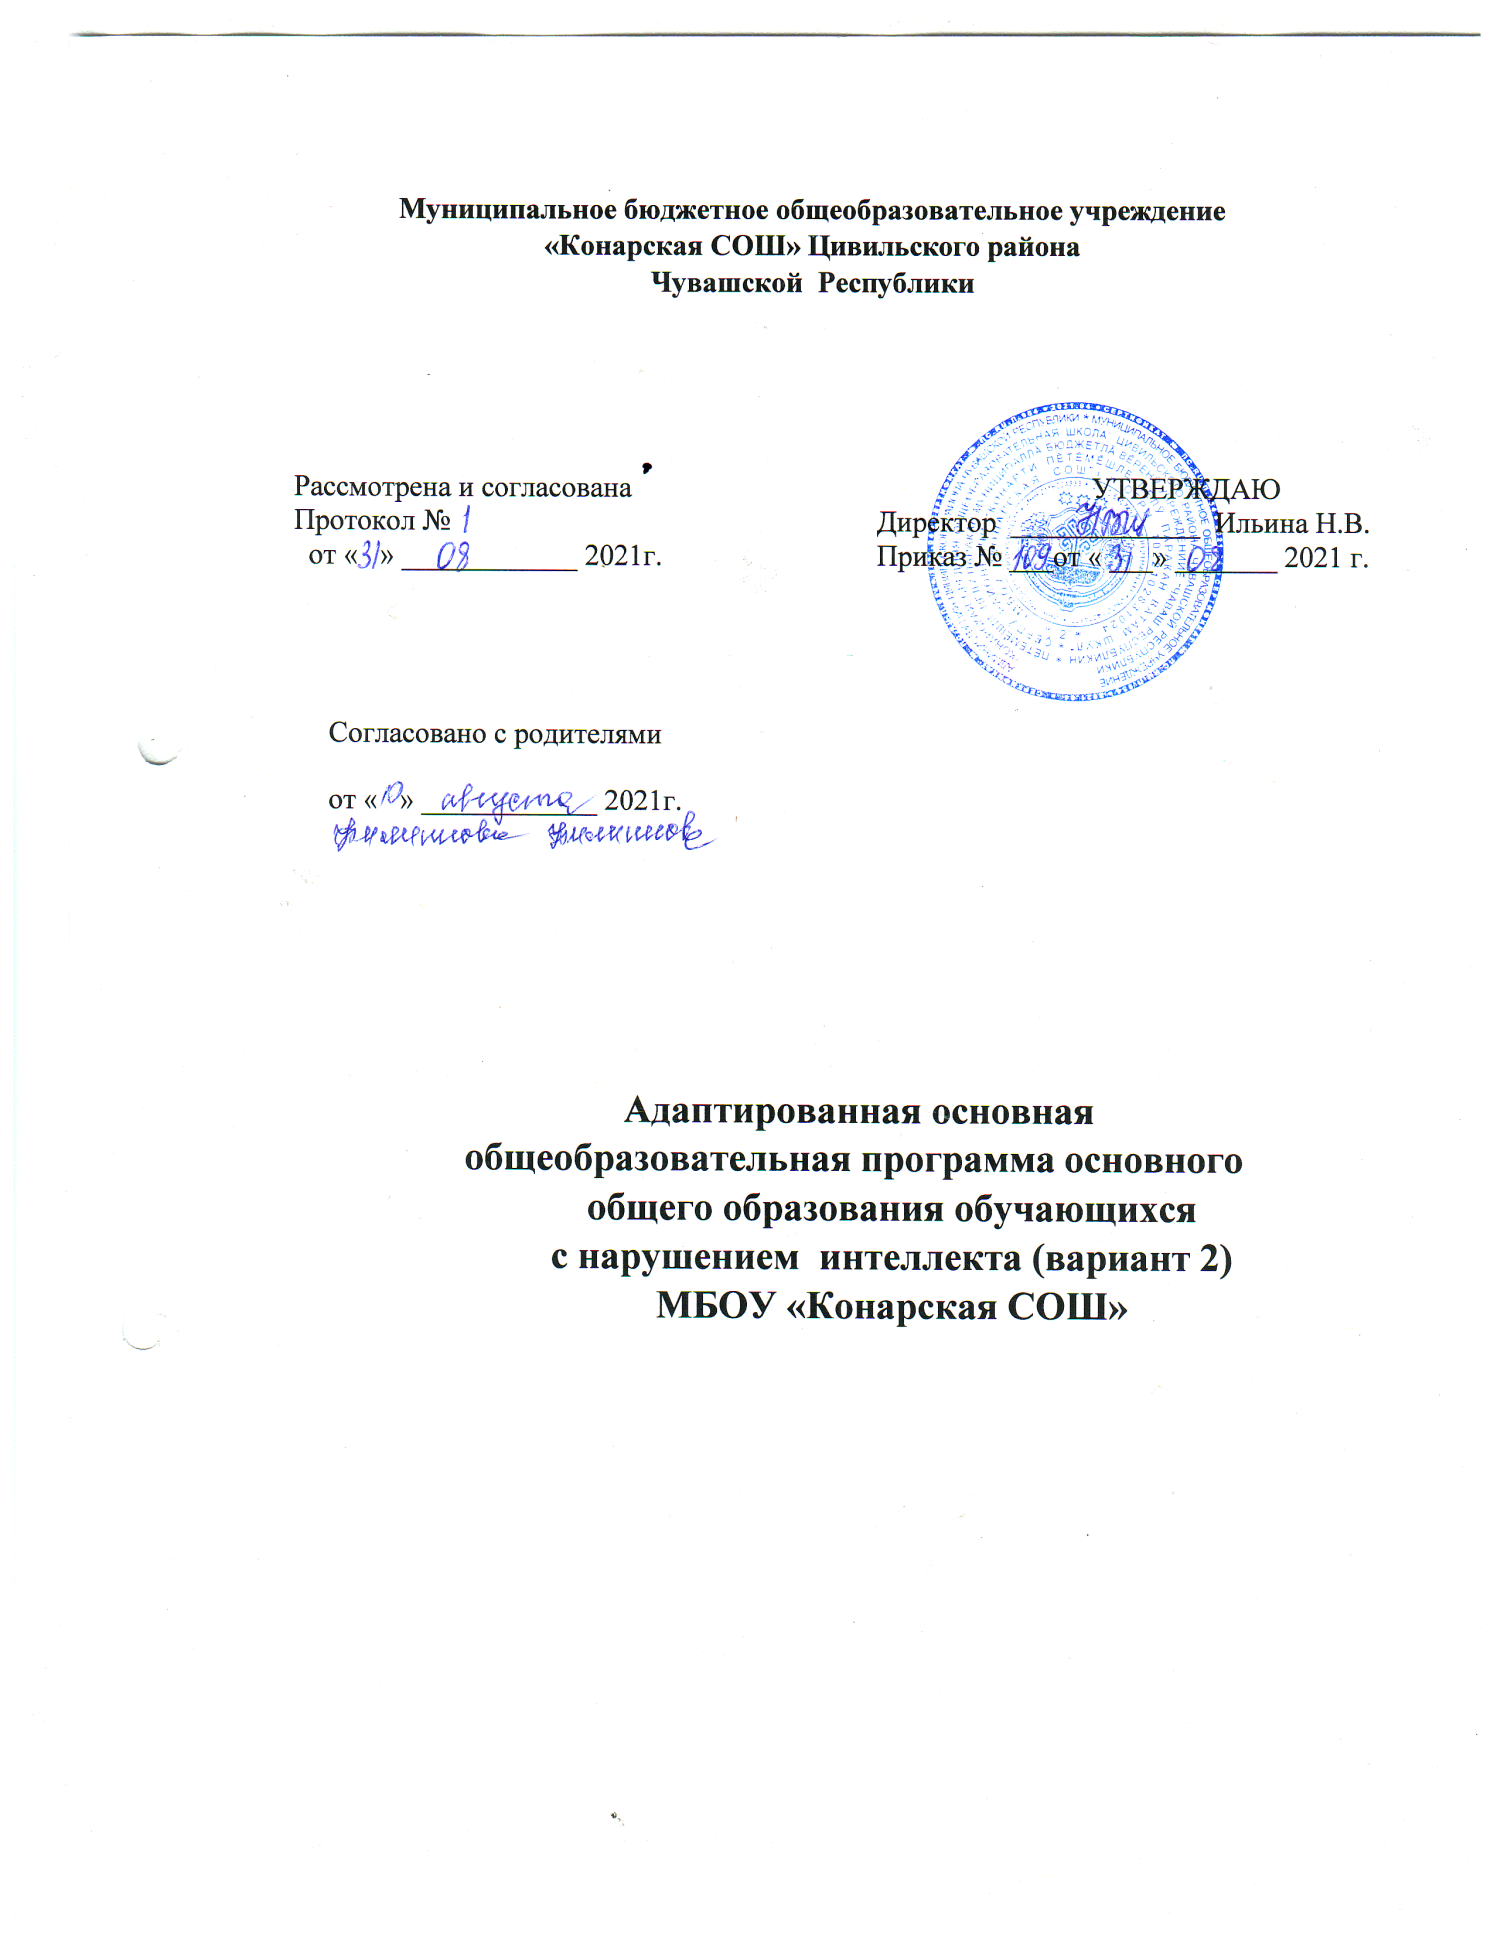 Муниципальное бюджетное общеобразовательное учреждение
«Конарская СОШ» Цивильского района
Чувашской Республики
Рассмотрена и согласована
Протокол № 1
от «31» 08 2021г.
УТВЕРЖДАЮ
Директор Ильина Н.В.
Приказ № 109 от « 31 » 08 2021 г.
Согласовано с родителями
от «10» августа 2021г.
Адаптированная основная
общеобразовательная программа основного
общего образования обучающихся
с нарушением интеллекта (вариант 2)
МБОУ «Конарская СОШ»